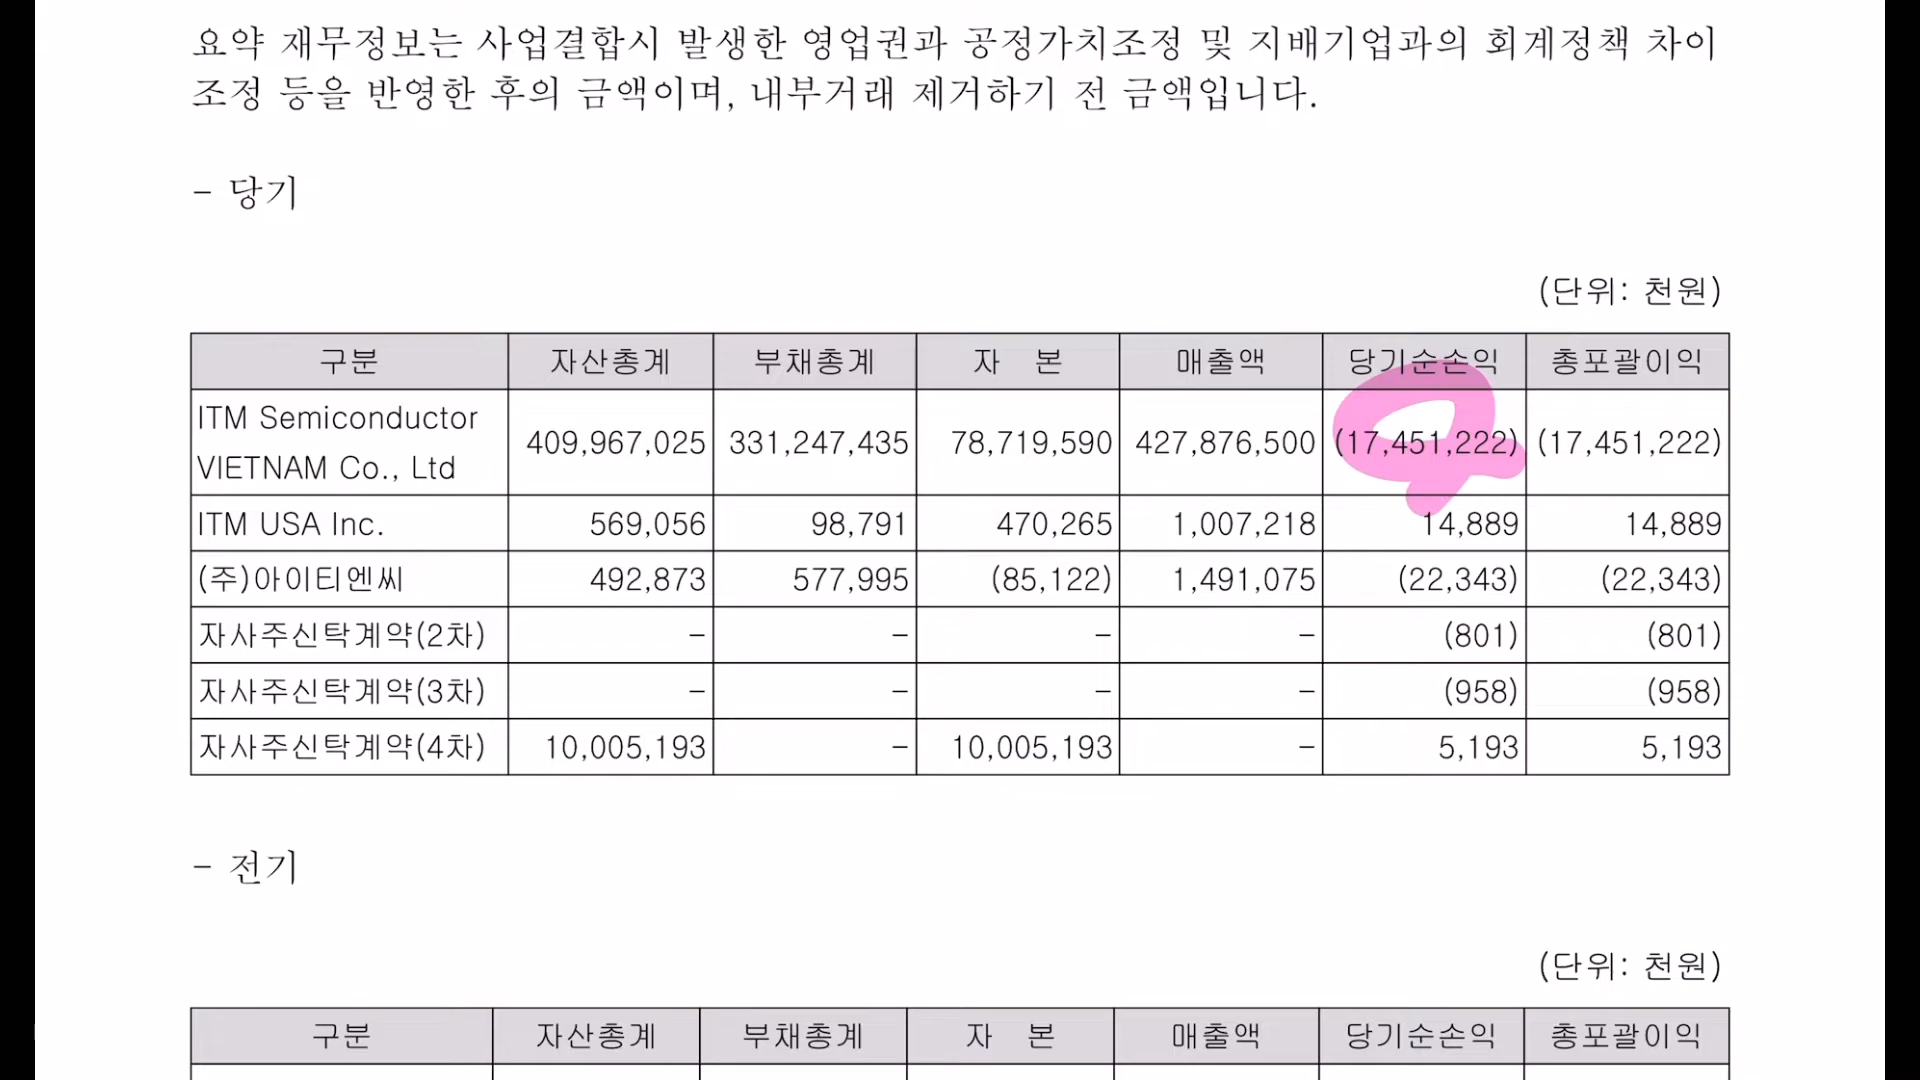 요약 재무정보는 사업결합시 발생한 영업권과 공정가치조정 및 지배기업과의 회계정책 차이
조정 등을 반영한 후의 금액이며, 내부거래 제거하기 전 금액입니다.
- 당기
(단위: 천원)
구분 자산총계 부채총계 자 본 매출액 당기순손익 총포괄이익
ITM Semiconductor
VIETNAM Co., Ltd 409,967,025 331,247,435 78,719,590 427,876,500 (17,451,222) (17,451,222)
ITM USA Inc. 569,056 98,791 470,265 1,007,218 14,889 14,889
(주)아이티엔씨 492,873 577,995 (85,122) 1,491,075 (22,343) (22,343)
자사주신탁계약(2차) - - - - (801) (801)
자사주신탁계약(3차) - - - - (958) (958)
자사주신탁계약(4차) 10,005,193 - 10,005,193 - 5,193 5,193
- 전기
(단위: 천원)
구분 자산총계 부채총계 자 본 매출액 당기순손익 총포괄이익